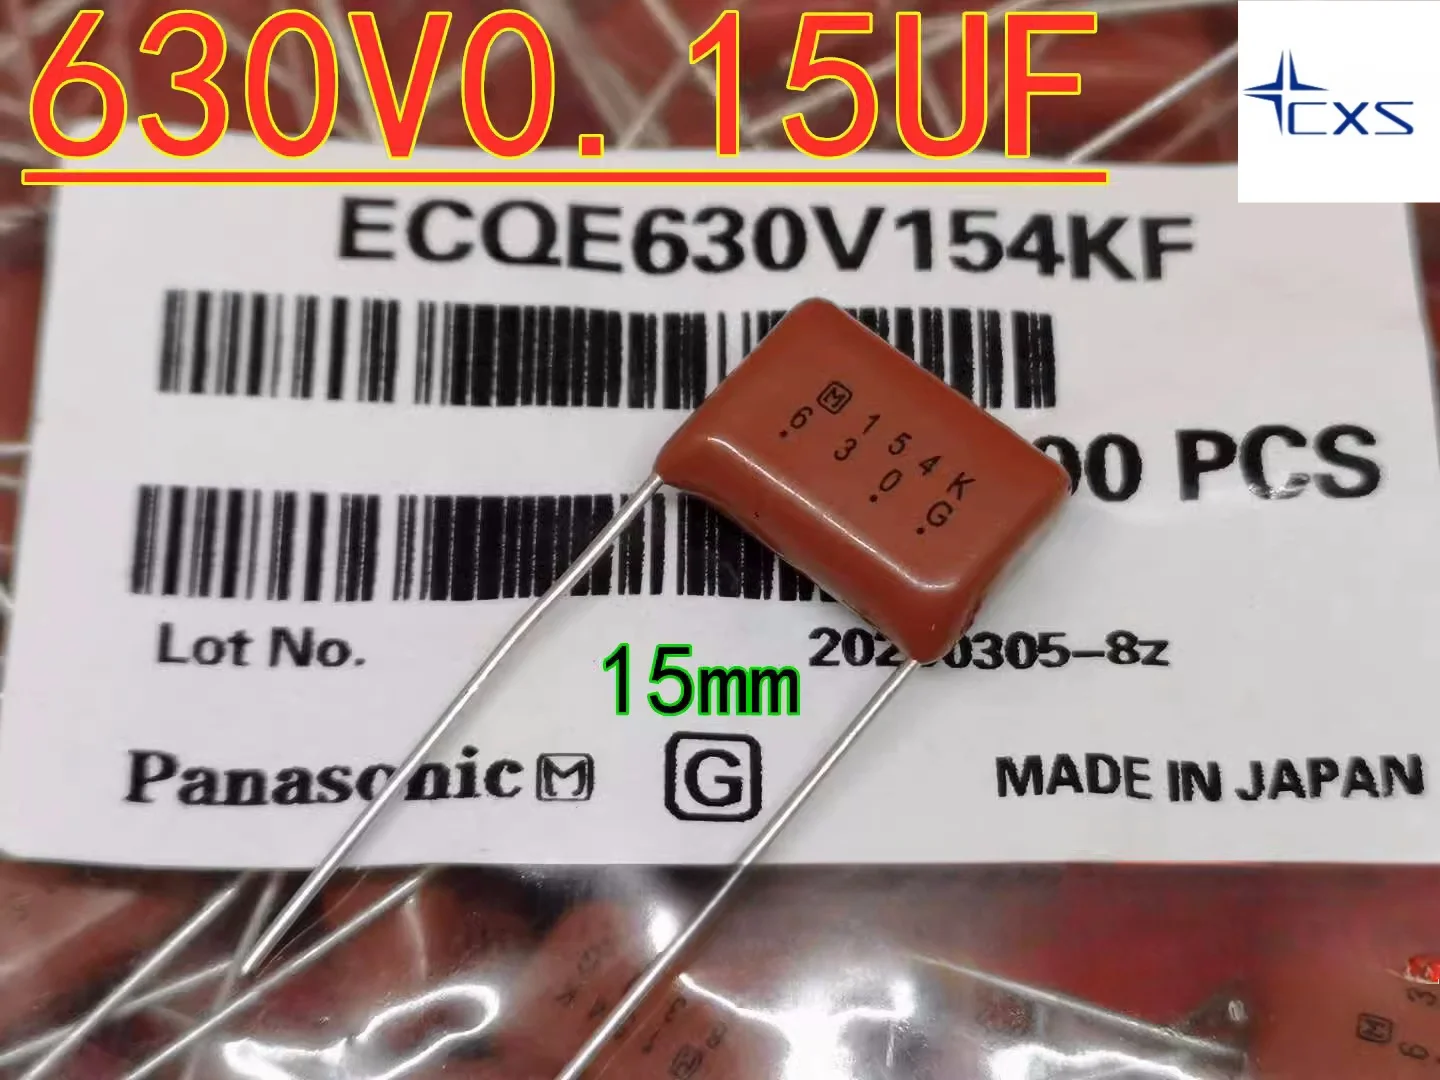 630V0.15UF
CXS
ECQE630V154KF
M 154K
630 G
00 PCS
Lot No.
0305-8z
15mm
Panasonic M
G
MADE IN JAPAN